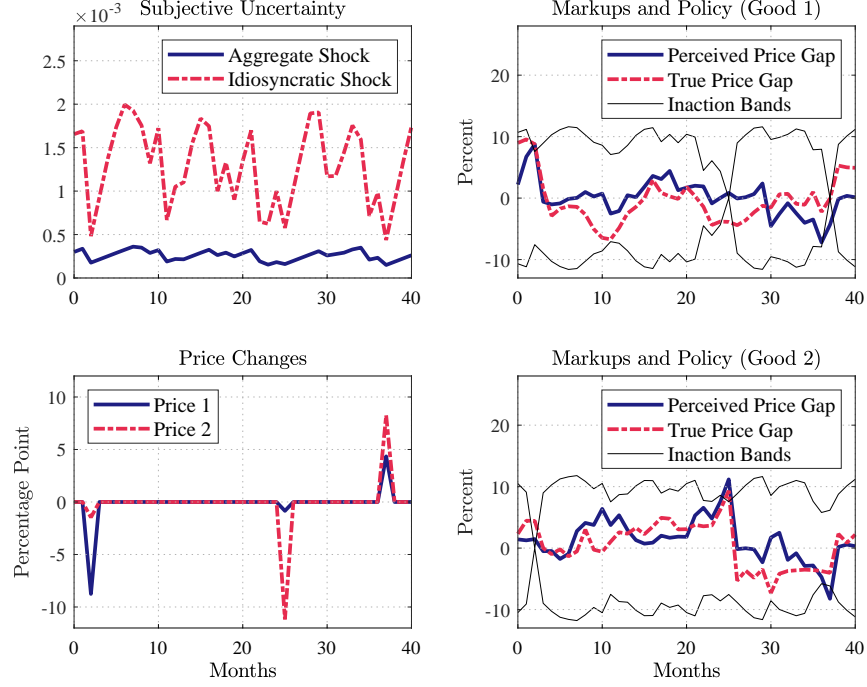 Subjective Uncertainty
×10⁻³
2.5
2
1.5
1
0.5
0
0
10
20
30
40
Aggregate Shock
Idiosyncratic Shock
Markups and Policy (Good 1)
Percent
20
10
0
-10
0
10
20
30
40
Perceived Price Gap
True Price Gap
Inaction Bands
Price Changes
Percentage Point
10
5
0
-5
-10
0
10
20
30
40
Months
Price 1
Price 2
Markups and Policy (Good 2)
Percent
20
10
0
-10
0
10
20
30
40
Months
Perceived Price Gap
True Price Gap
Inaction Bands